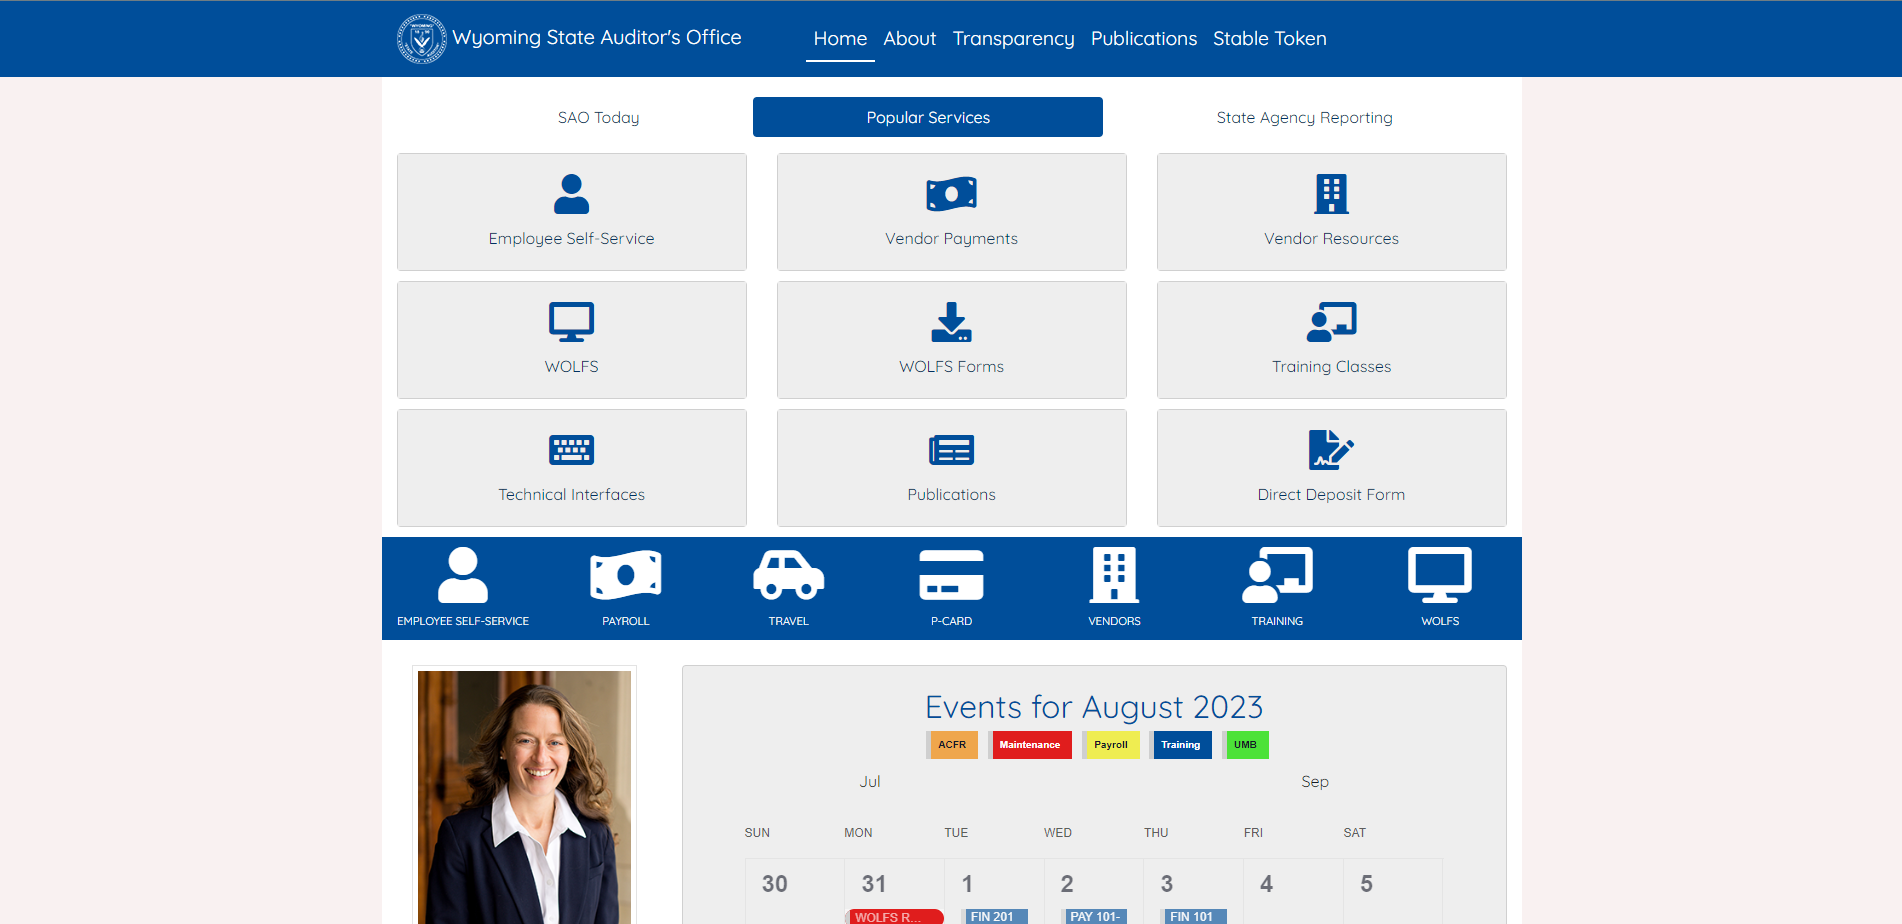 Wyoming State Auditor's Office
Home About Transparency Publications Stable Token
SAO Today Popular Services State Agency Reporting
Employee Self-Service Vendor Payments Vendor Resources
WOLFS WOLFS Forms Training Classes
Technical Interfaces Publications Direct Deposit Form
EMPLOYEE SELF-SERVICE PAYROLL TRAVEL P-CARD VENDORS TRAINING WOLFS
Events for August 2023
ACFR Maintenance Payroll Training UMB
Jul Sep
SUN MON TUE WED THU FRI SAT
30 31 1 2 3 4 5
WOLFS R... FIN 201 PAY 101- FIN 101